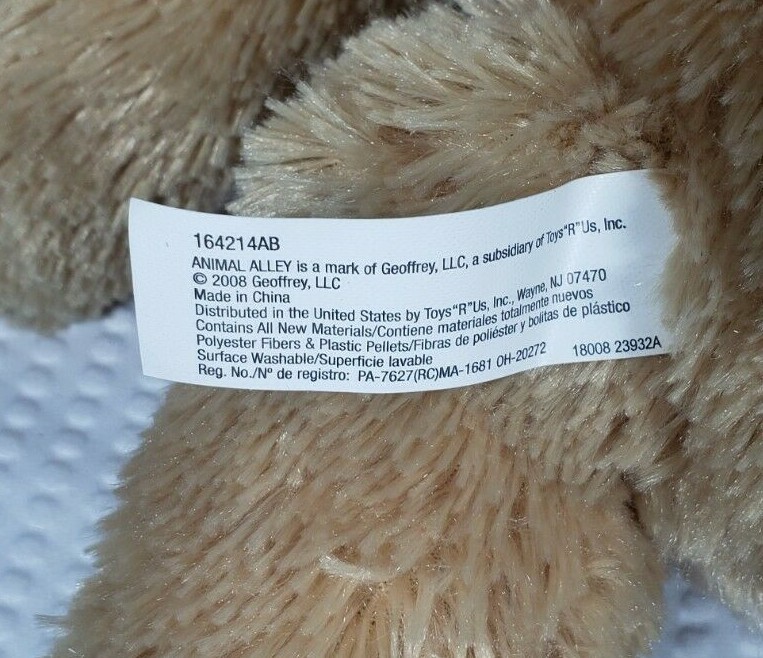 164214AB
ANIMAL ALLEY is a mark of Geoffrey, LLC, a subsidiary of Toys"R"Us, Inc.
© 2008 Geoffrey, LLC
Made in China
Distributed in the United States by Toys"R"Us, Inc., Wayne, NJ 07470
Contains All New Materials/Contiene materiales totalmente nuevos
Polyester Fibers & Plastic Pellets/Fibras de poliéster y bolitas de plástico
Surface Washable/Superficie lavable
Reg. No./Nº de registro: PA-7627(RC)MA-1681 OH-20272 18008 23932A